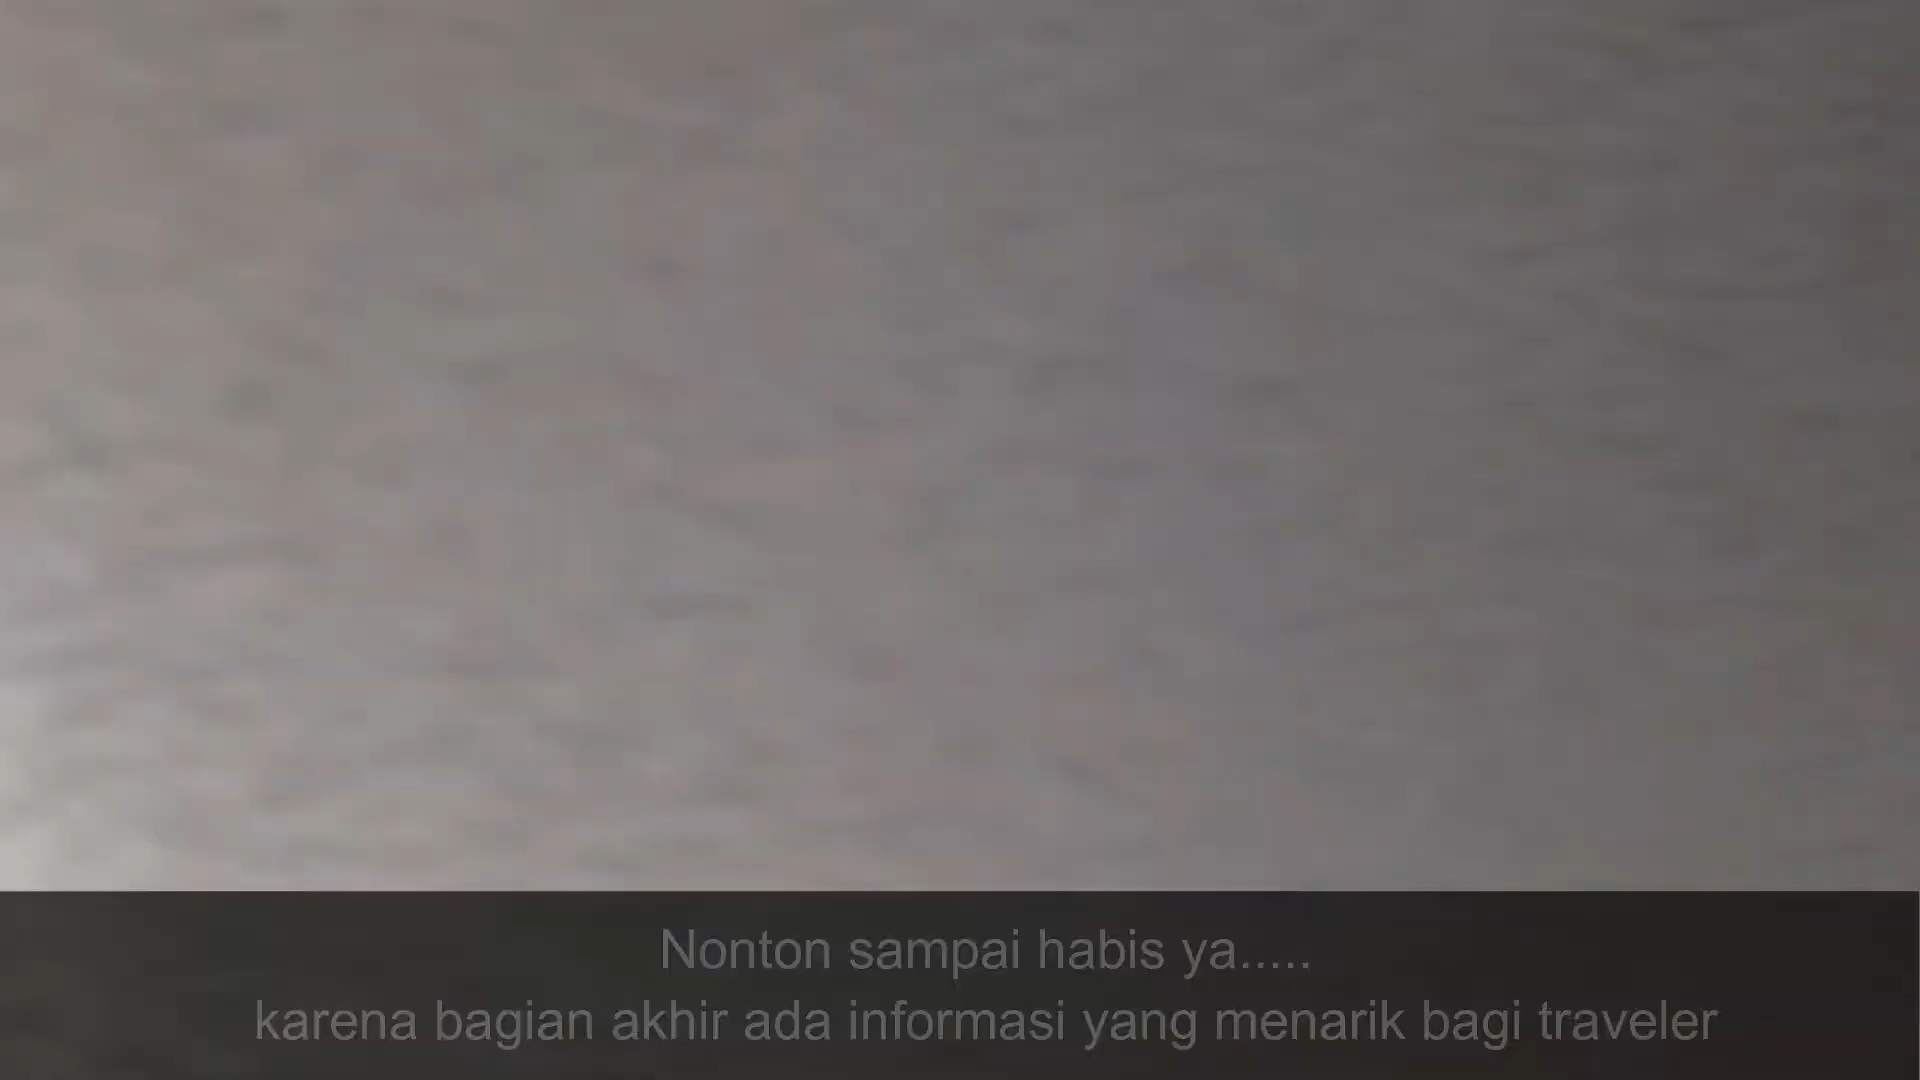 Nonton sampai habis ya.....
karena bagian akhir ada informasi yang menarik bagi traveler